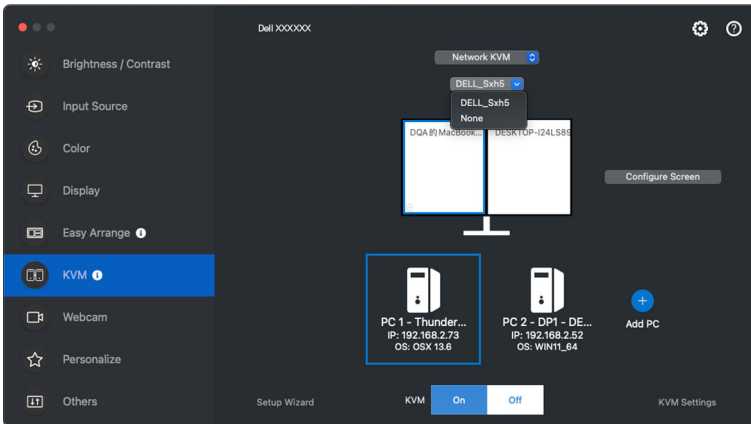 Dell XXXXXX
Brightness / Contrast
Input Source
Color
Display
Easy Arrange
KVM
Webcam
Personalize
Others
Network KVM
DELL_Sxh5
DELL_Sxh5
None
DQA的MacBook...
DESKTOP-I24LS89
Configure Screen
PC 1 - Thunder...
IP: 192.168.2.73
OS: OSX 13.6
PC 2 - DP1 - DE...
IP: 192.168.2.52
OS: WIN11_64
Add PC
Setup Wizard
KVM
On
Off
KVM Settings